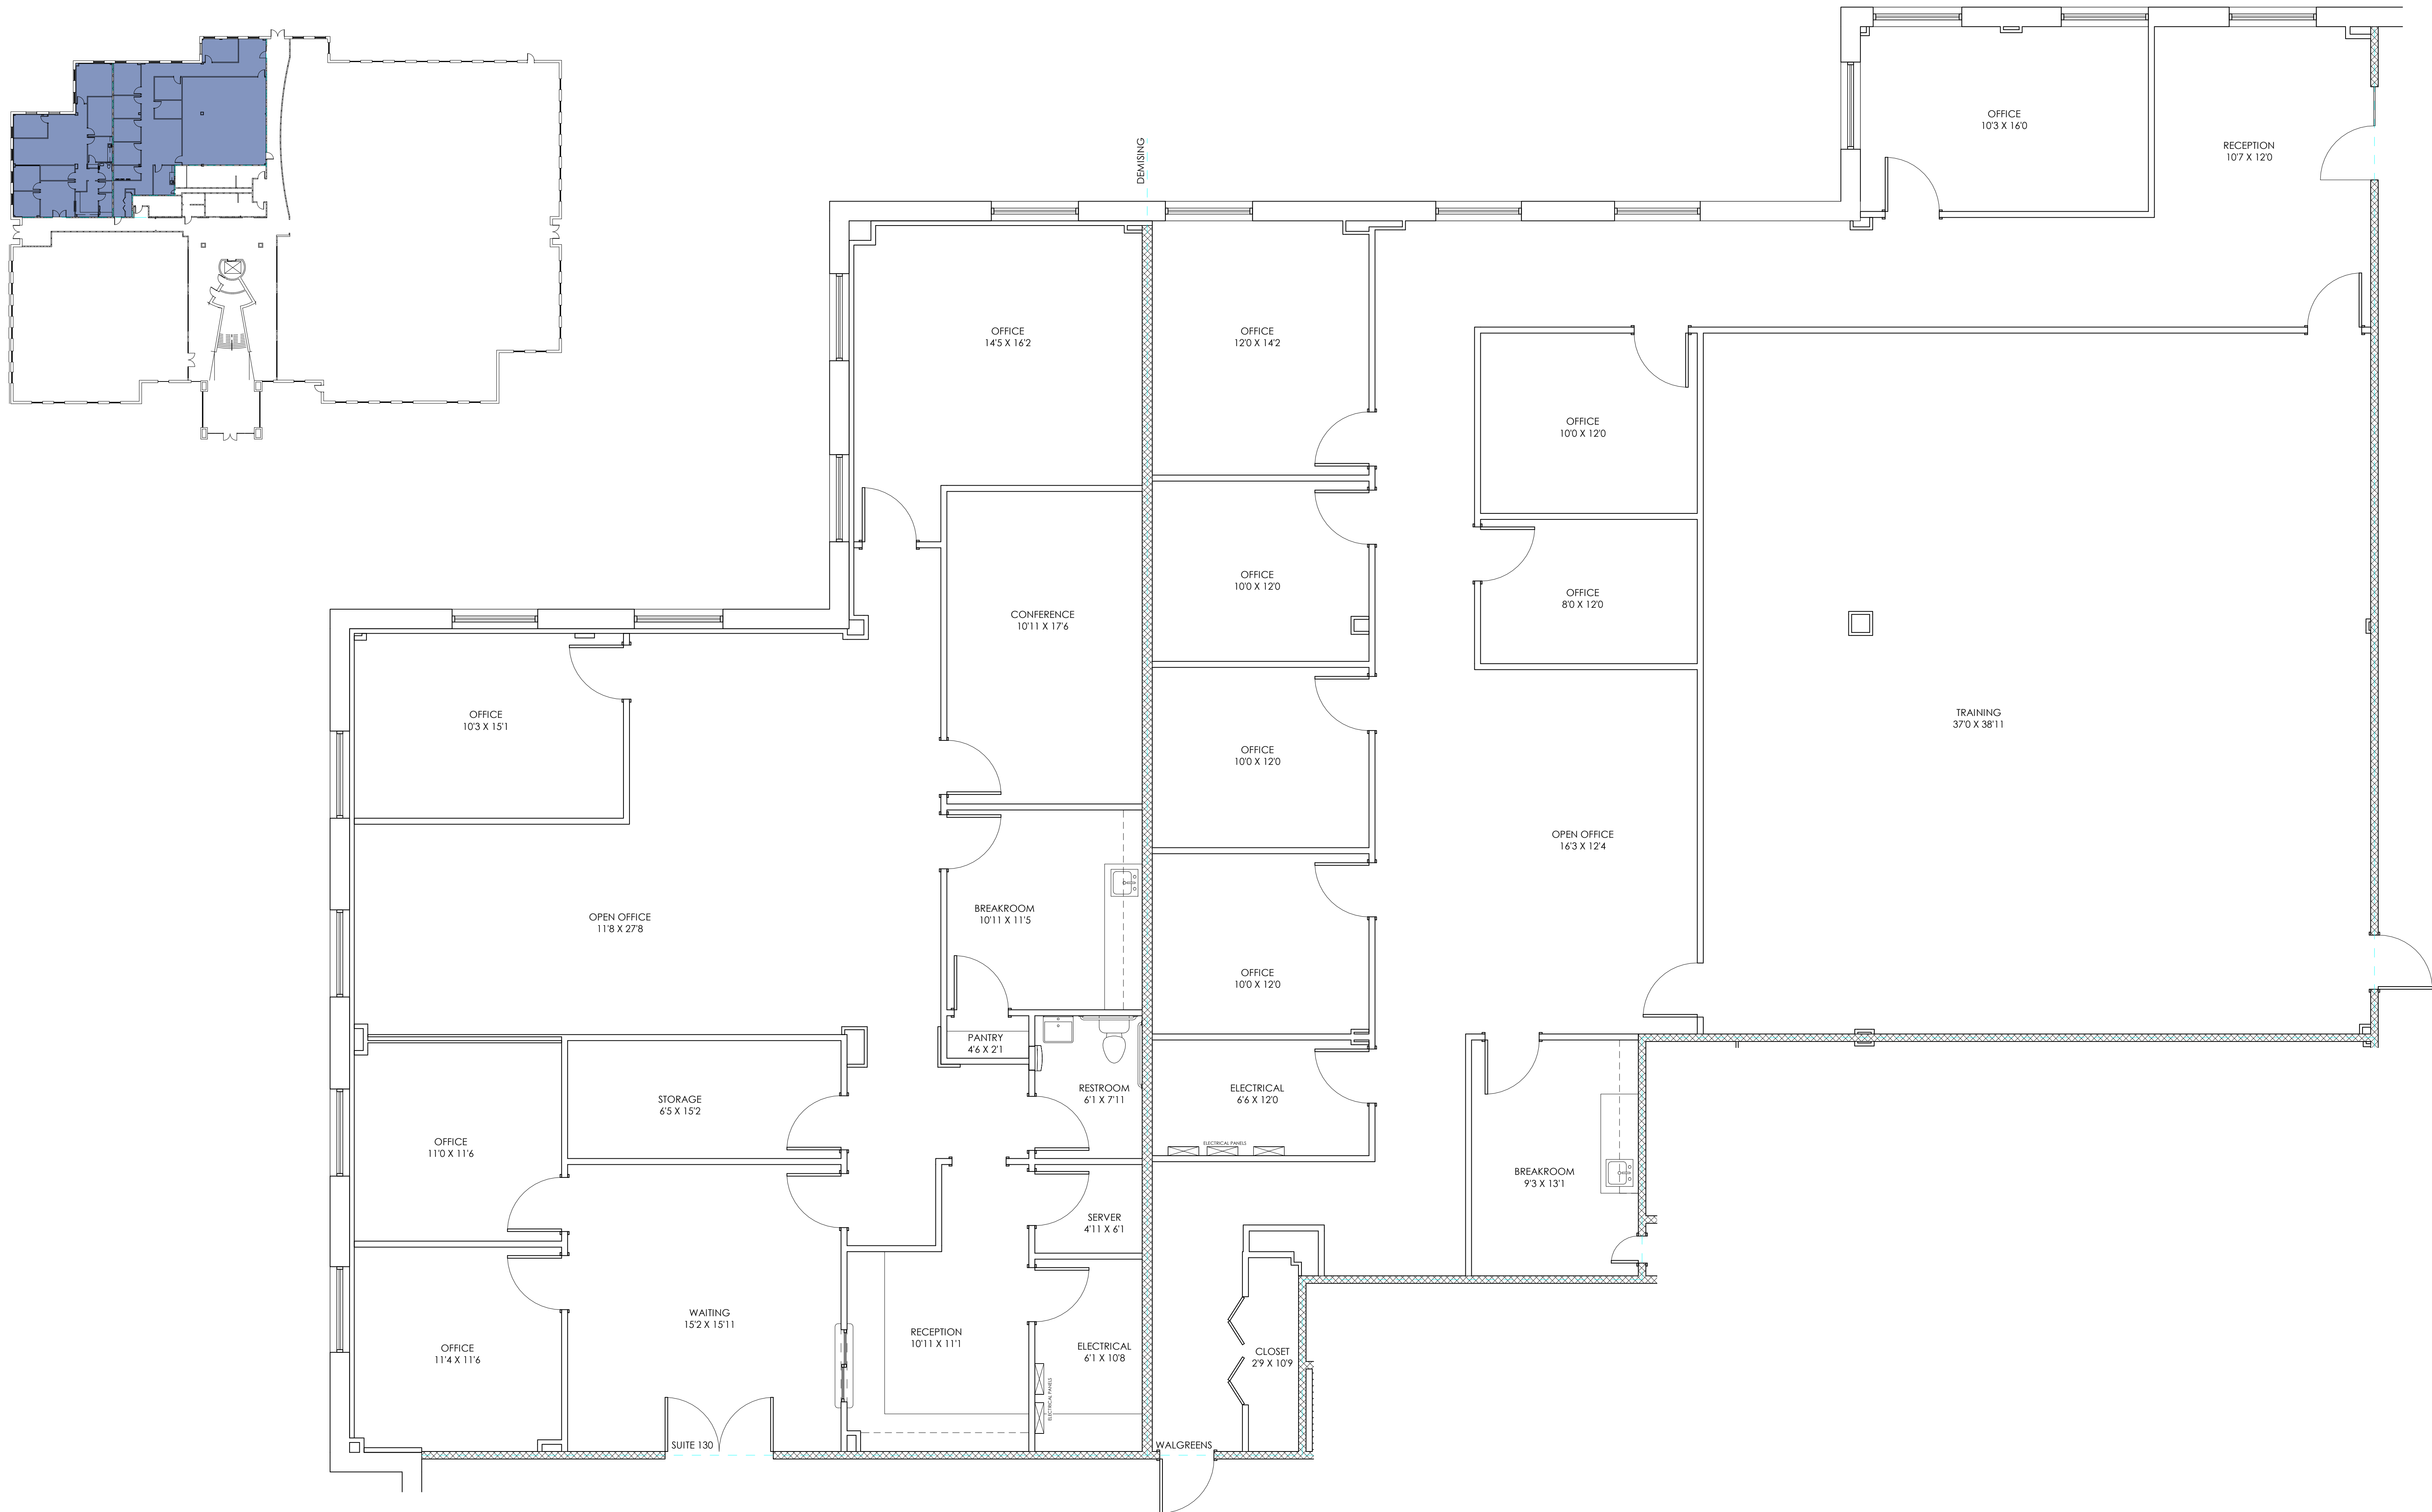 DEMISING
OFFICE
10'3 X 16'0
RECEPTION
10'7 X 12'0
OFFICE
14'5 X 16'2
OFFICE
12'0 X 14'2
OFFICE
10'0 X 12'0
OFFICE
10'0 X 12'0
OFFICE
8'0 X 12'0
CONFERENCE
10'11 X 17'6
OFFICE
10'3 X 15'1
TRAINING
37'0 X 38'11
OFFICE
10'0 X 12'0
OPEN OFFICE
16'3 X 12'4
OPEN OFFICE
11'8 X 27'8
BREAKROOM
10'11 X 11'5
OFFICE
10'0 X 12'0
PANTRY
4'6 X 2'1
RESTROOM
6'1 X 7'11
ELECTRICAL
6'6 X 12'0
ELECTRICAL PANELS
STORAGE
6'5 X 15'2
OFFICE
11'0 X 11'6
BREAKROOM
9'3 X 13'1
SERVER
4'11 X 6'1
WAITING
15'2 X 15'11
RECEPTION
10'11 X 11'1
OFFICE
11'4 X 11'6
ELECTRICAL
6'1 X 10'8
ELECTRICAL PANELS
CLOSET
2'9 X 10'9
SUITE 130
WALGREENS